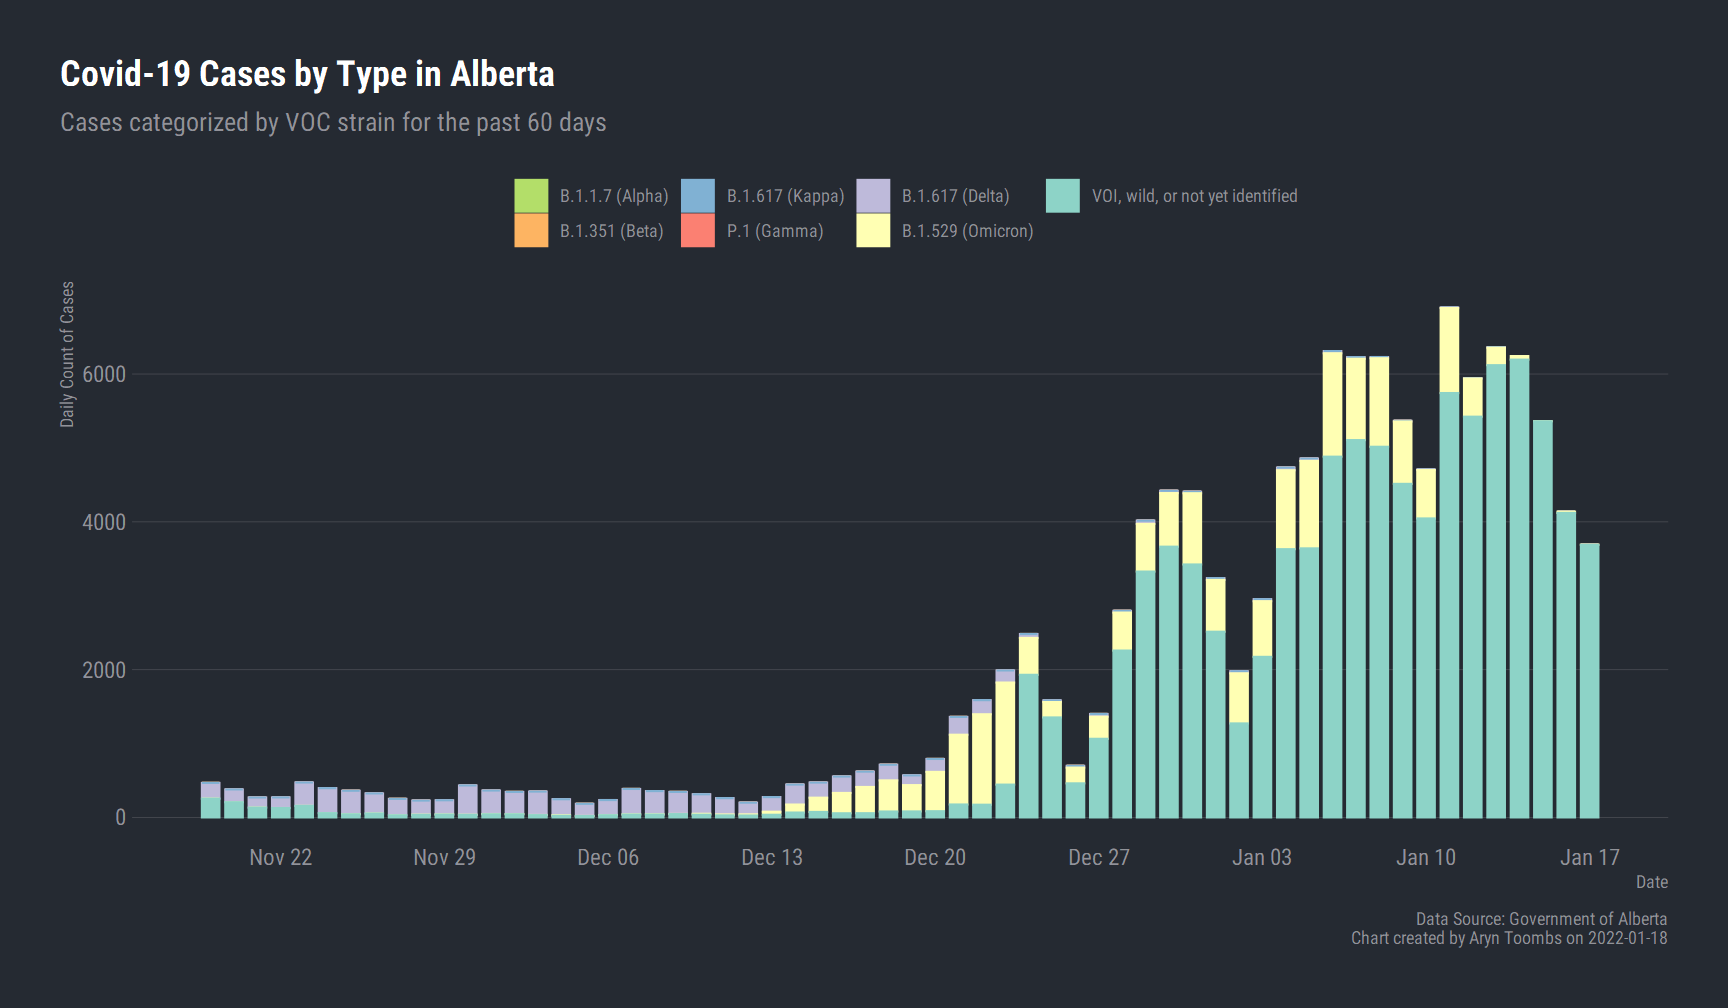 Covid-19 Cases by Type in Alberta
Cases categorized by VOC strain for the past 60 days
B.1.1.7 (Alpha)
B.1.617 (Kappa)
B.1.617 (Delta)
VOI, wild, or not yet identified
B.1.351 (Beta)
P.1 (Gamma)
B.1.529 (Omicron)
Daily Count of Cases
6000
4000
2000
0
Nov 22
Nov 29
Dec 06
Dec 13
Dec 20
Dec 27
Jan 03
Jan 10
Jan 17
Date
Data Source: Government of Alberta
Chart created by Aryn Toombs on 2022-01-18